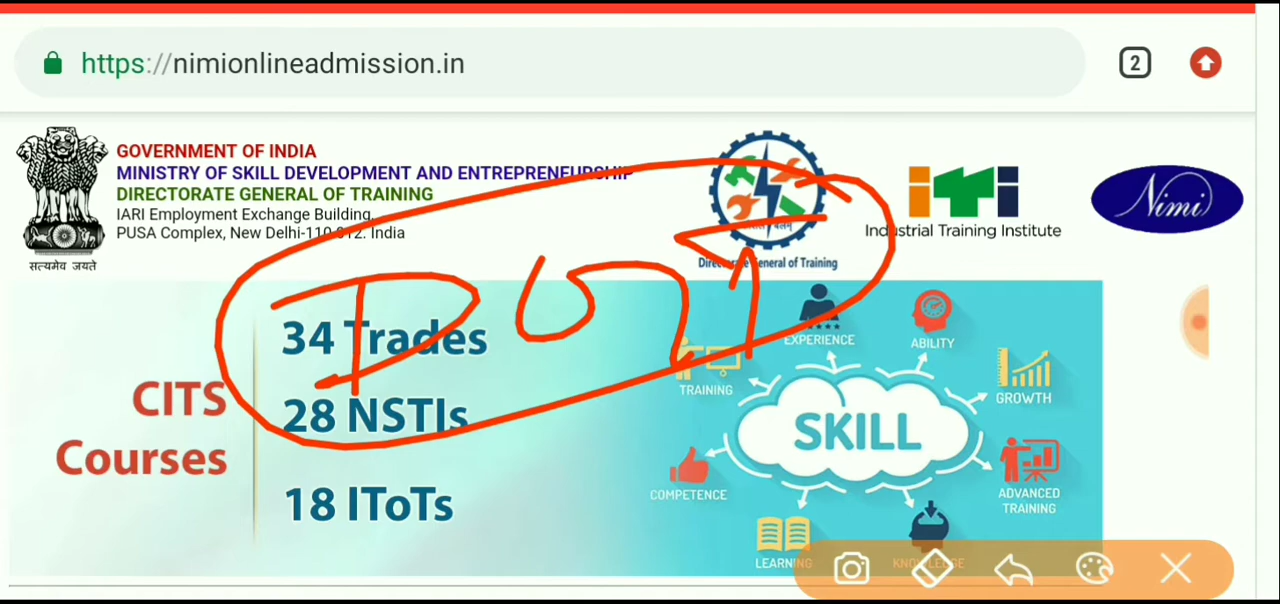 https://nimionlineadmission.in
2
GOVERNMENT OF INDIA
MINISTRY OF SKILL DEVELOPMENT AND ENTREPRENEURSHIP
DIRECTORATE GENERAL OF TRAINING
IARI Employment Exchange Building,
PUSA Complex, New Delhi-110 012. India
सत्यमेव जयते
Directorate General of Training
iTi
Industrial Training Institute
Nimi
CITS
Courses
34 Trades
28 NSTIs
18 IToTs
EXPERIENCE
ABILITY
TRAINING
GROWTH
SKILL
COMPETENCE
ADVANCED
TRAINING
LEARNING
KNOWLEDGE